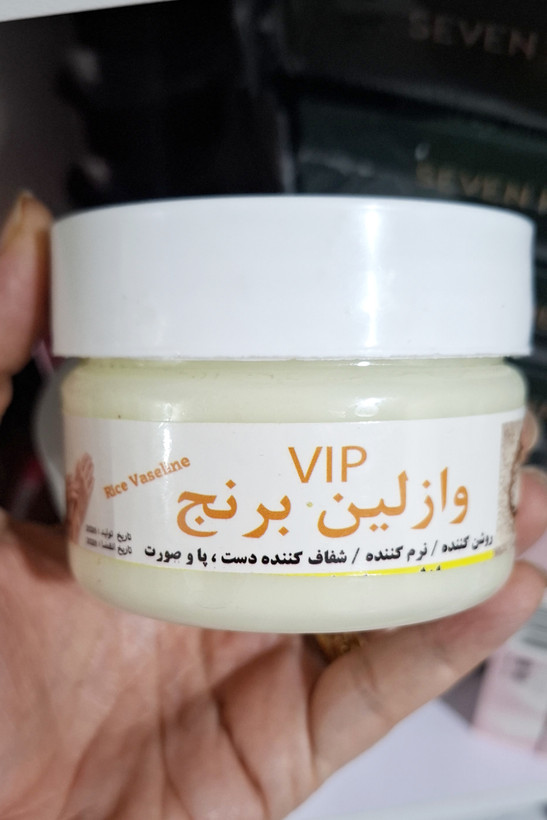 SEVEN
SEVEN
VIP
وازلین برنج
Rice Vaseline
روشن کننده / نرم کننده / شفاف کننده دست ، پا و صورت
تاریخ تولید /
تاریخ انقضا /